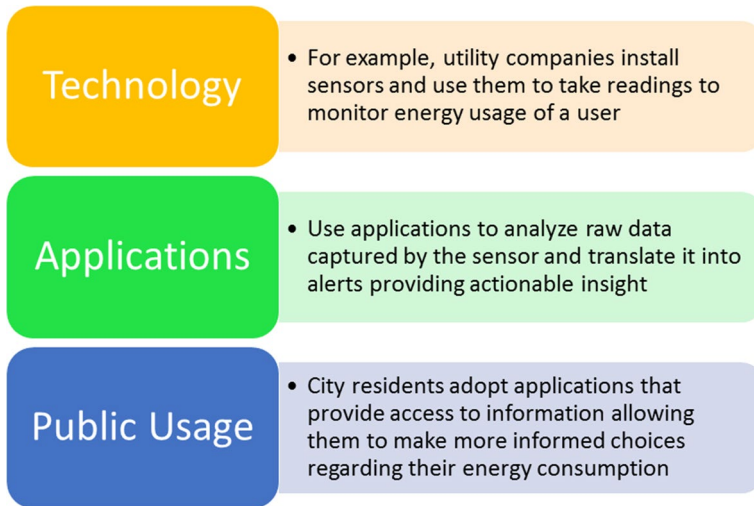 Technology
• For example, utility companies install
sensors and use them to take readings to
monitor energy usage of a user
Applications
• Use applications to analyze raw data
captured by the sensor and translate it into
alerts providing actionable insight
Public Usage
• City residents adopt applications that
provide access to information allowing
them to make more informed choices
regarding their energy consumption